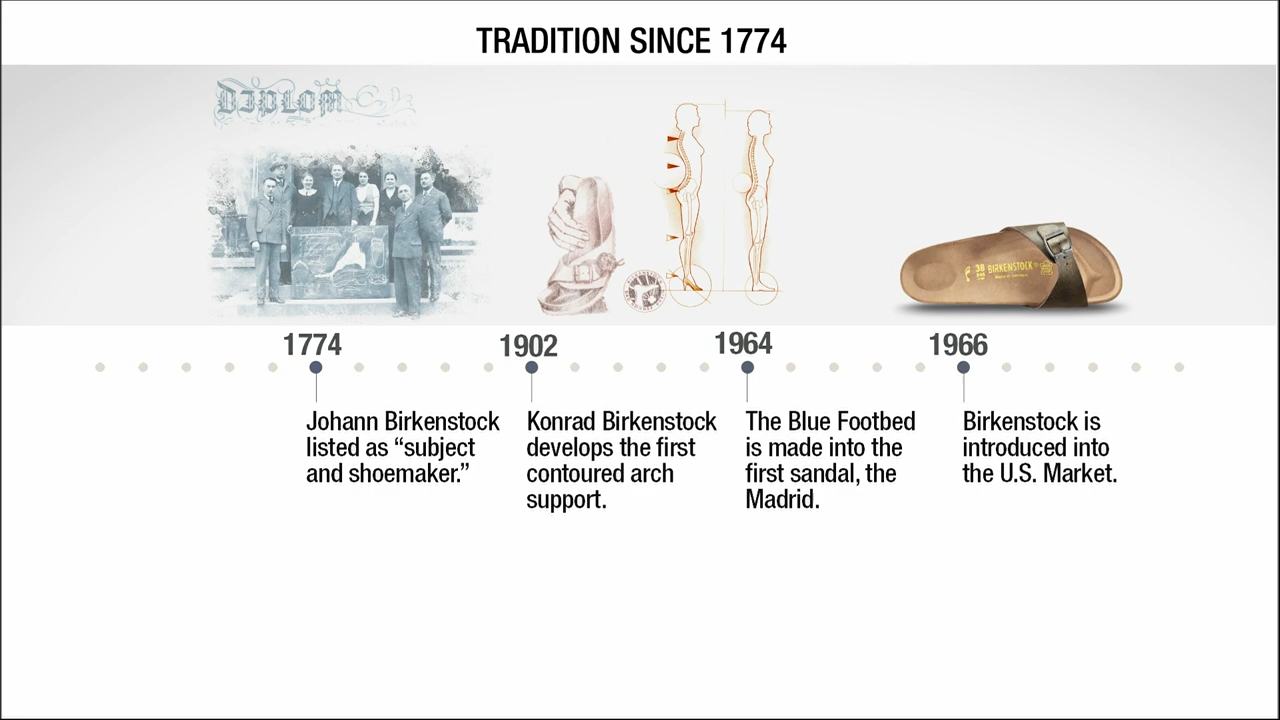 TRADITION SINCE 1774
Diplom
38
BIRKENSTOCK
1774
1902
1964
1966
Johann Birkenstock
listed as “subject
and shoemaker.”
Konrad Birkenstock
develops the first
contoured arch
support.
The Blue Footbed
is made into the
first sandal, the
Madrid.
Birkenstock is
introduced into
the U.S. Market.